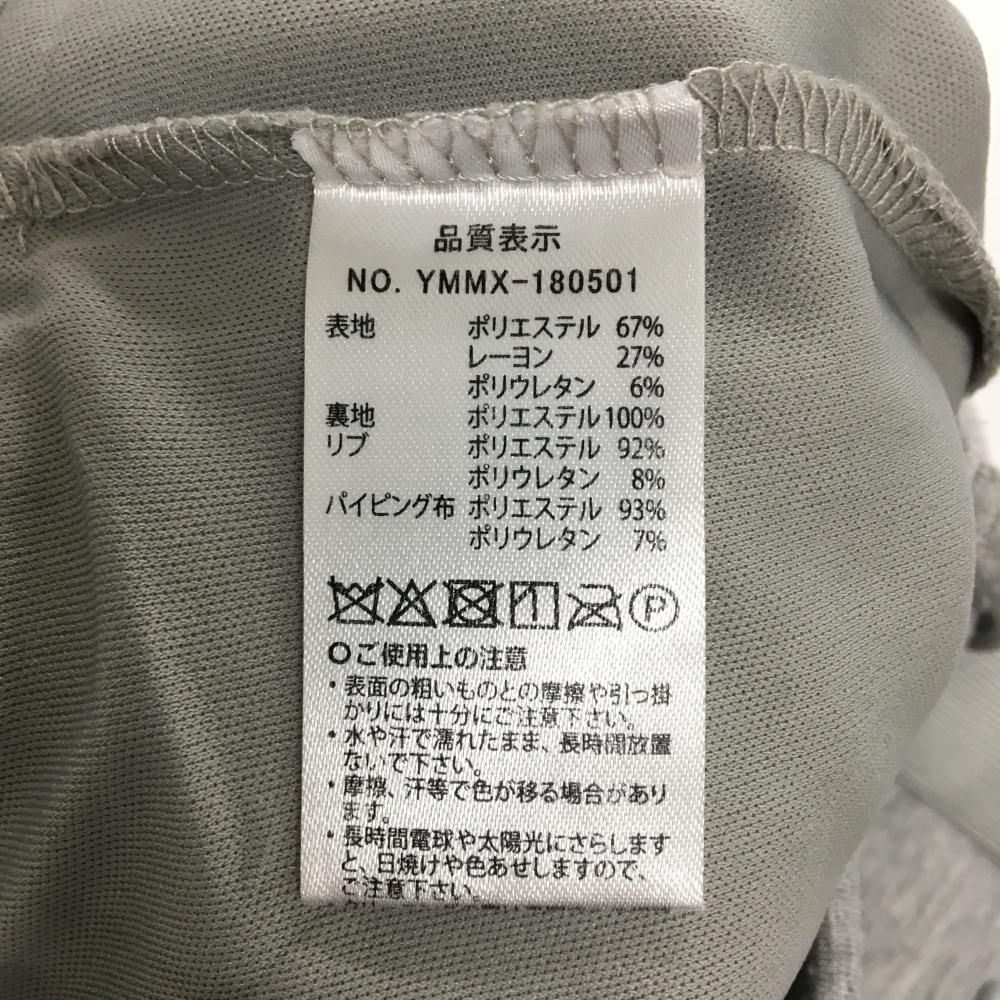 品質表示
NO. YMMX-180501
表地 ポリエステル 67%
レーヨン 27%
ポリウレタン 6%
裏地 ポリエステル 100%
リブ ポリエステル 92%
ポリウレタン 8%
パイピング布 ポリエステル 93%
ポリウレタン 7%
P
○ご使用上の注意
・表面の粗いものとの摩擦や引っ掛
かりには十分にご注意下さい。
・水や汗で濡れたまま、長時間放置
ないで下さい。
・摩擦、汗等で色が移る場合があり
ます。
・長時間電球や太陽光にさらします
と、日焼けや色あせしますので、
ご注意下さい。